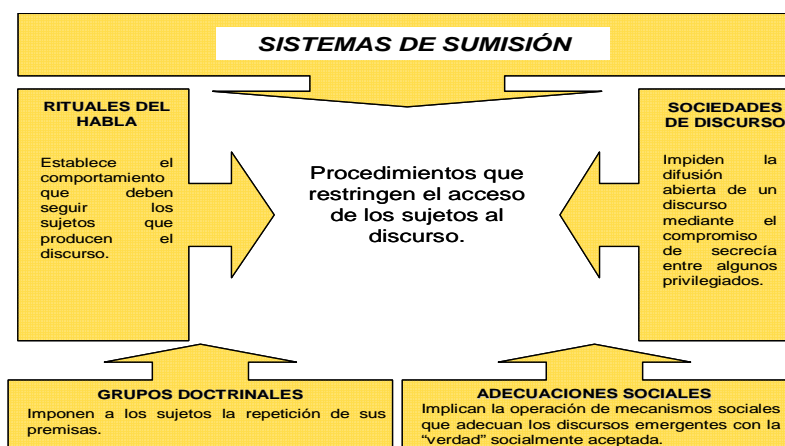 SISTEMAS DE SUMISIÓN
RITUALES DEL
HABLA
Establece el
comportamiento
que deben
seguir los
sujetos que
producen el
discurso.
Procedimientos que
restringen el acceso
de los sujetos al
discurso.
SOCIEDADES
DE DISCURSO
Impiden la
difusión
abierta de un
discurso
mediante el
compromiso
de secrecía
entre algunos
privilegiados.
GRUPOS DOCTRINALES
Imponen a los sujetos la repetición de sus
premisas.
ADECUACIONES SOCIALES
Implican la operación de mecanismos sociales
que adecuan los discursos emergentes con la
“verdad” socialmente aceptada.